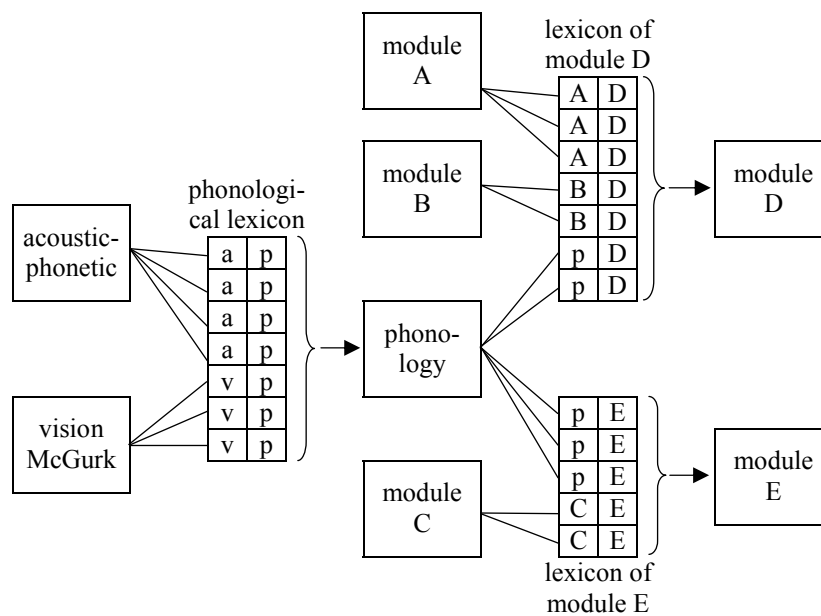 module
A
lexicon of
module D
A D
A D
A D
B D
B D
p D
p D
module
B
module
D
phonologi-
cal lexicon
acoustic-
phonetic
a p
a p
a p
a p
v p
v p
v p
vision
McGurk
phono-
logy
p E
p E
p E
C E
C E
module
C
module
E
lexicon of
module E